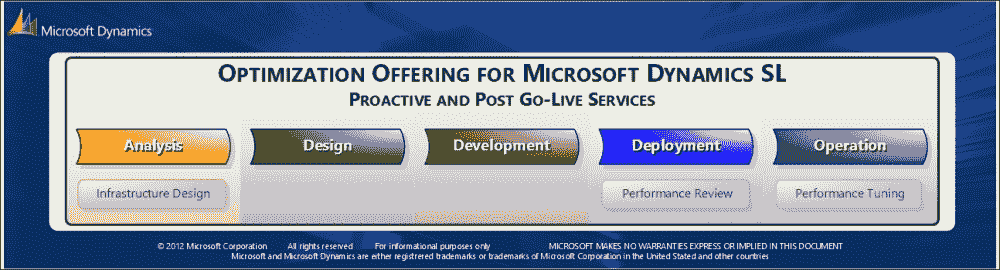 Microsoft Dynamics
OPTIMIZATION OFFERING FOR MICROSOFT DYNAMICS SL
PROACTIVE AND POST GO-LIVE SERVICES
Analysis Design Development Deployment Operation
Infrastructure Design Performance Review Performance Tuning
© 2012 Microsoft Corporation All rights reserved For informational purposes only MICROSOFT MAKES NO WARRANTIES EXPRESS OR IMPLIED IN THIS DOCUMENT
Microsoft and Microsoft Dynamics are either registrered trademarks or trademarks of Microsoft Corporation in the United Stated and other countries